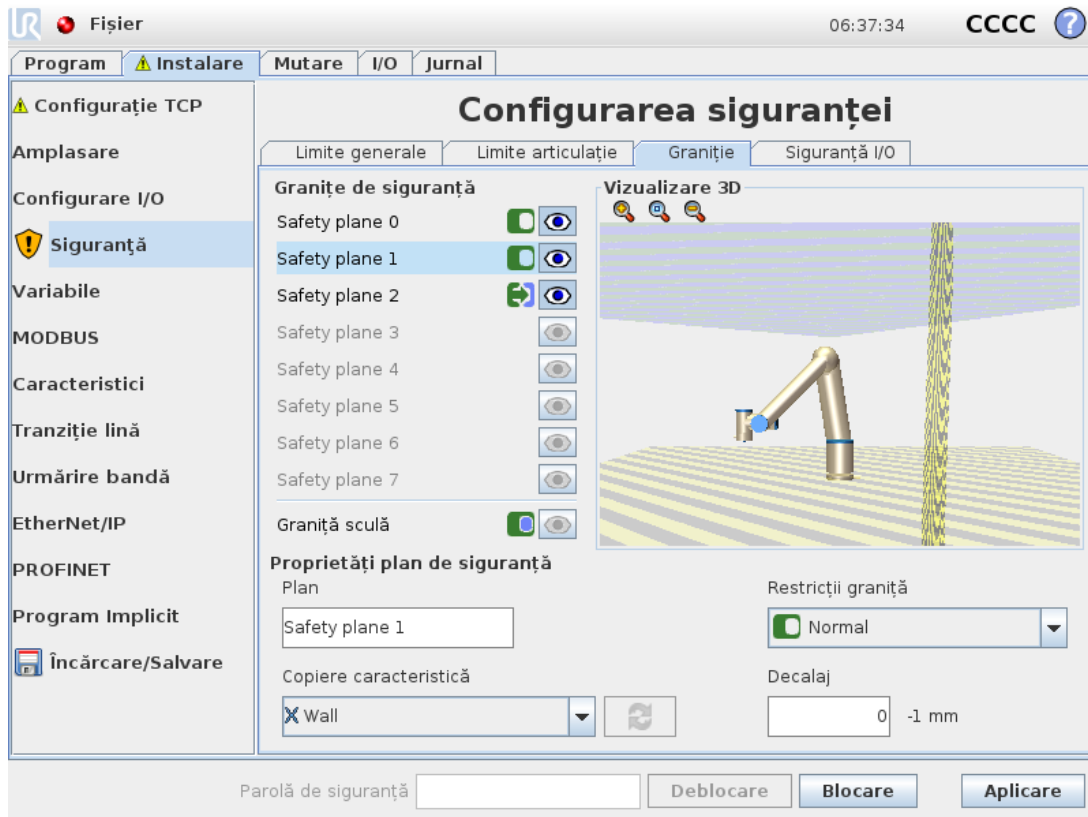 Fișier 06:37:34 CCCC ?
Program Instalare Mutare I/O Jurnal
Configurație TCP
Amplasare
Configurare I/O
Siguranță
Variabile
MODBUS
Caracteristici
Tranziție lină
Urmărire bandă
EtherNet/IP
PROFINET
Program Implicit
Încărcare/Salvare
Configurarea siguranței
Limite generale Limite articulație Graniție Siguranță I/O
Granițe de siguranță
Safety plane 0
Safety plane 1
Safety plane 2
Safety plane 3
Safety plane 4
Safety plane 5
Safety plane 6
Safety plane 7
Graniță sculă
Vizualizare 3D
Proprietăți plan de siguranță
Plan
Safety plane 1
Restricții graniță
Normal
Copiere caracteristică
Wall
Decalaj
0 -1 mm
Parolă de siguranță Deblocare Blocare Aplicare